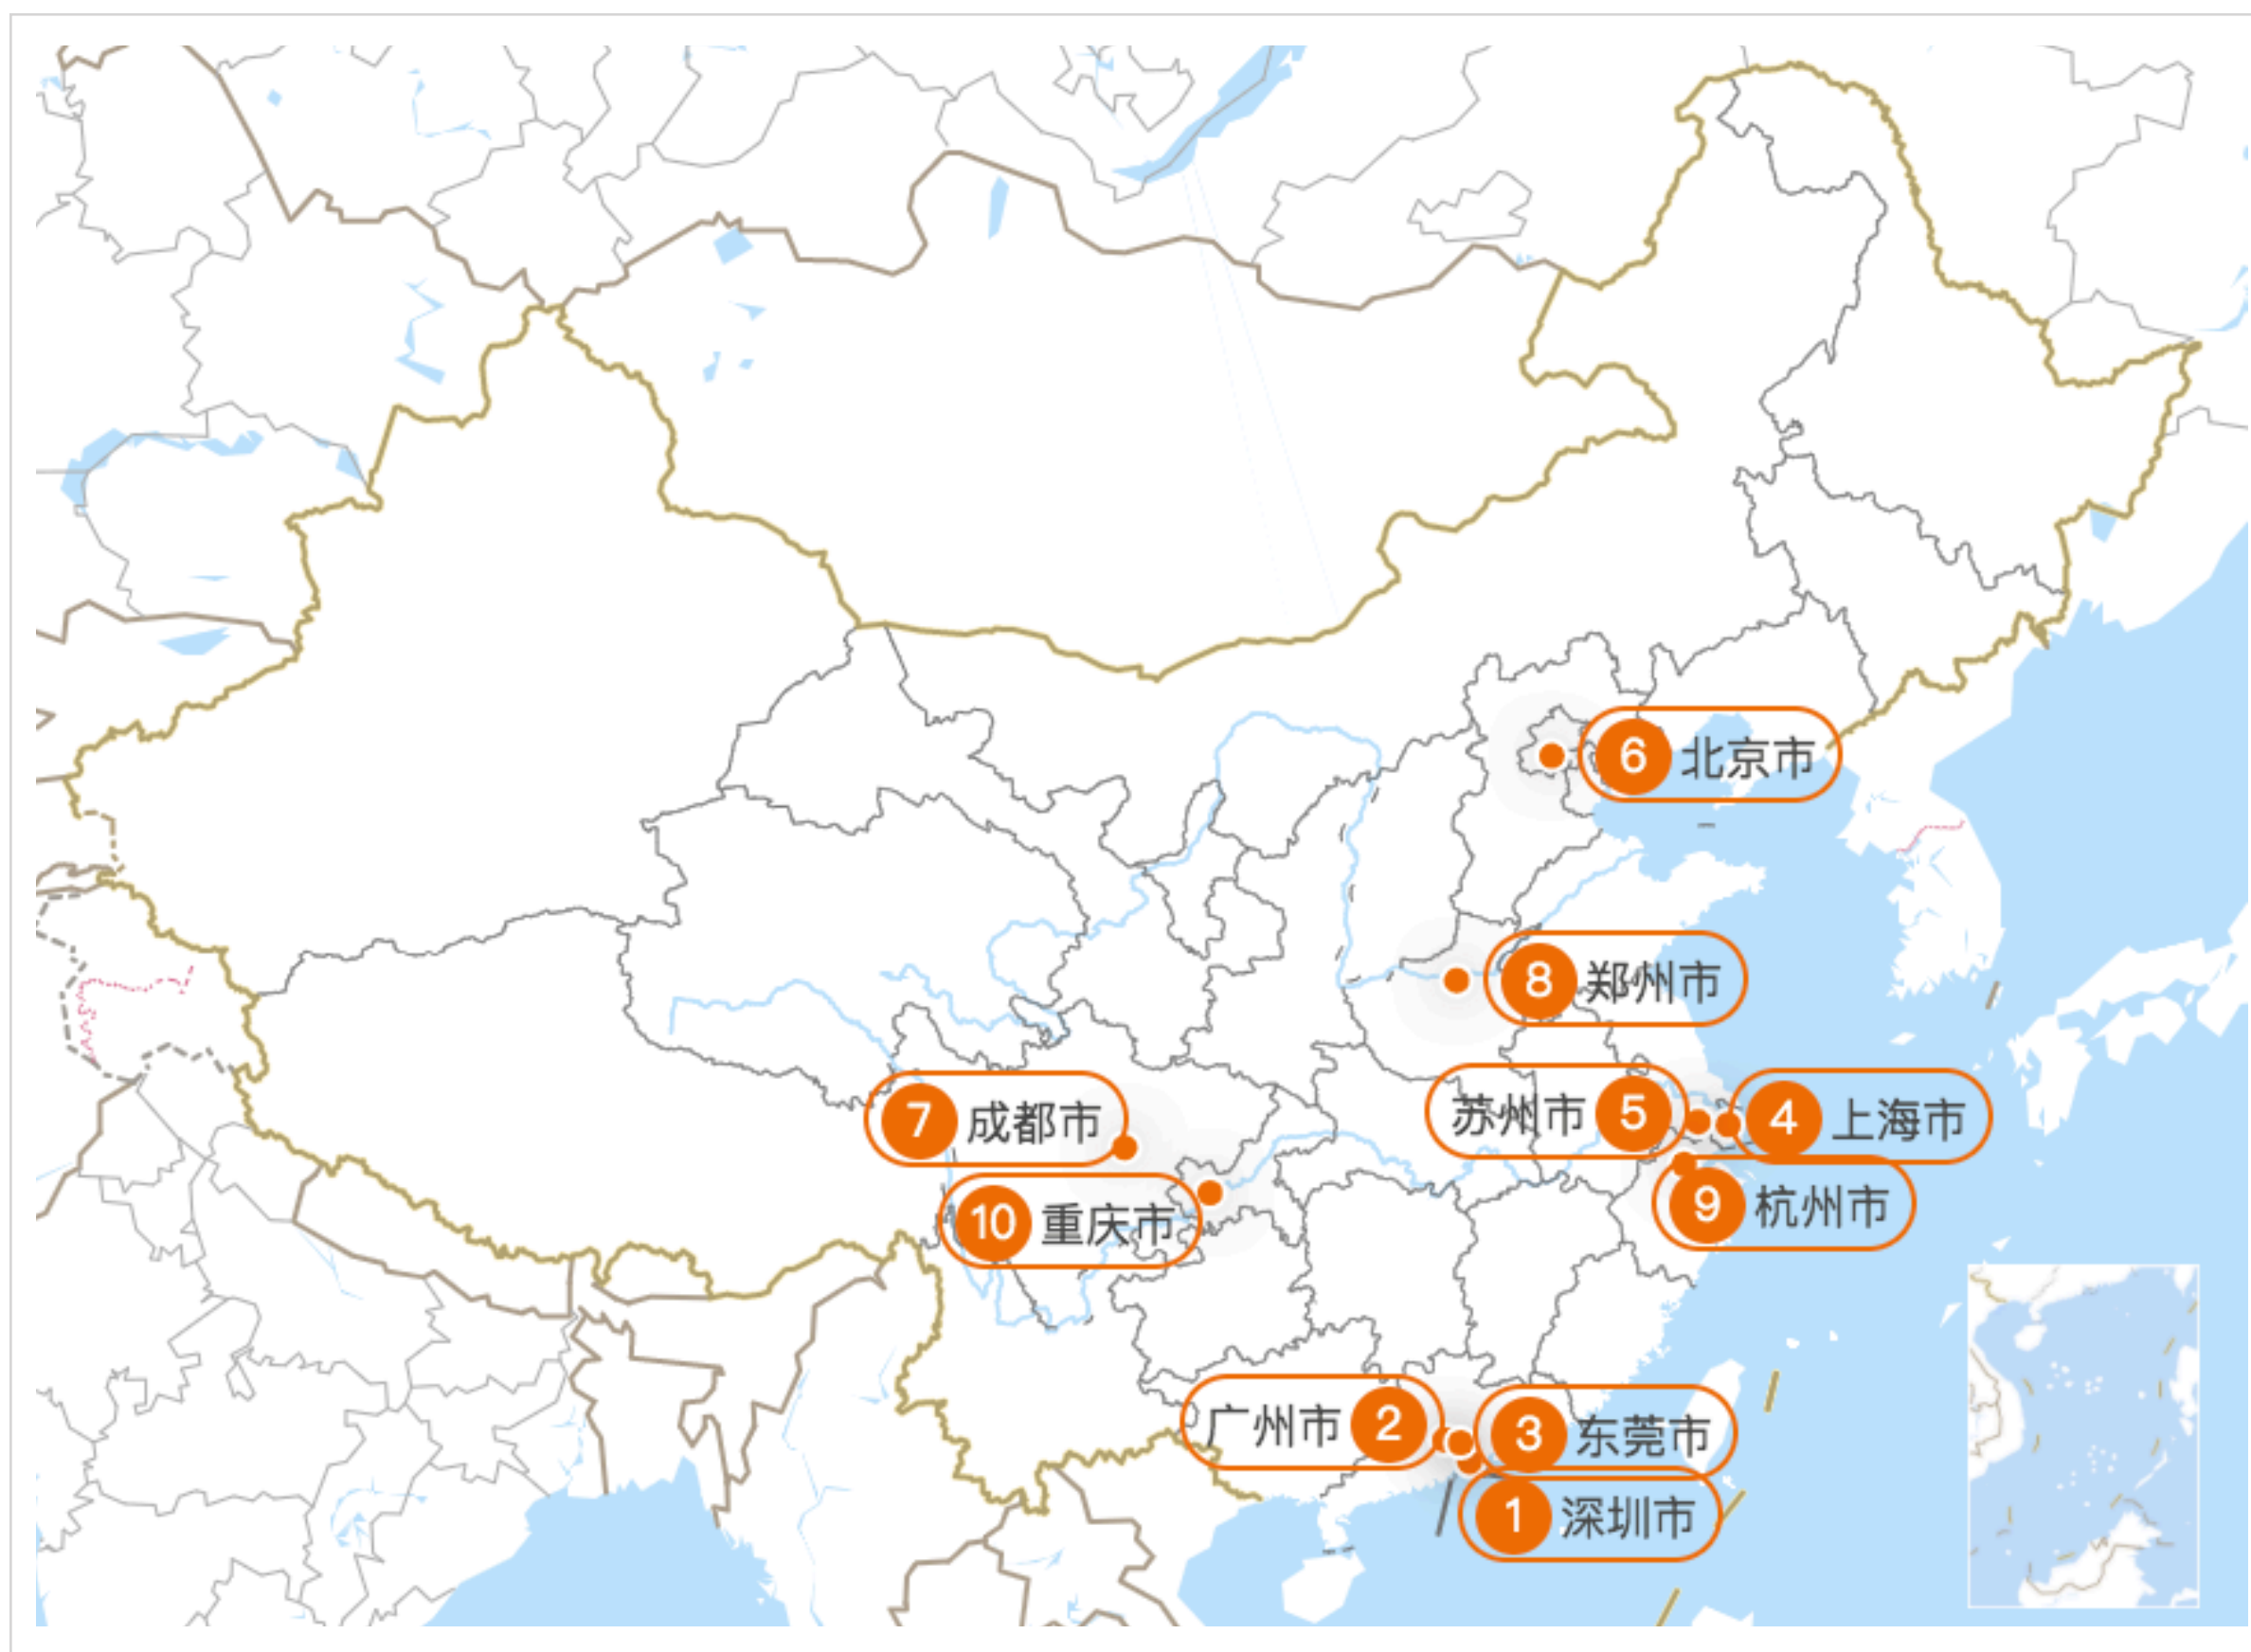 6 北京市
8 郑州市
苏州市 5
4 上海市
7 成都市
9 杭州市
10 重庆市
广州市 2
3 东莞市
1 深圳市